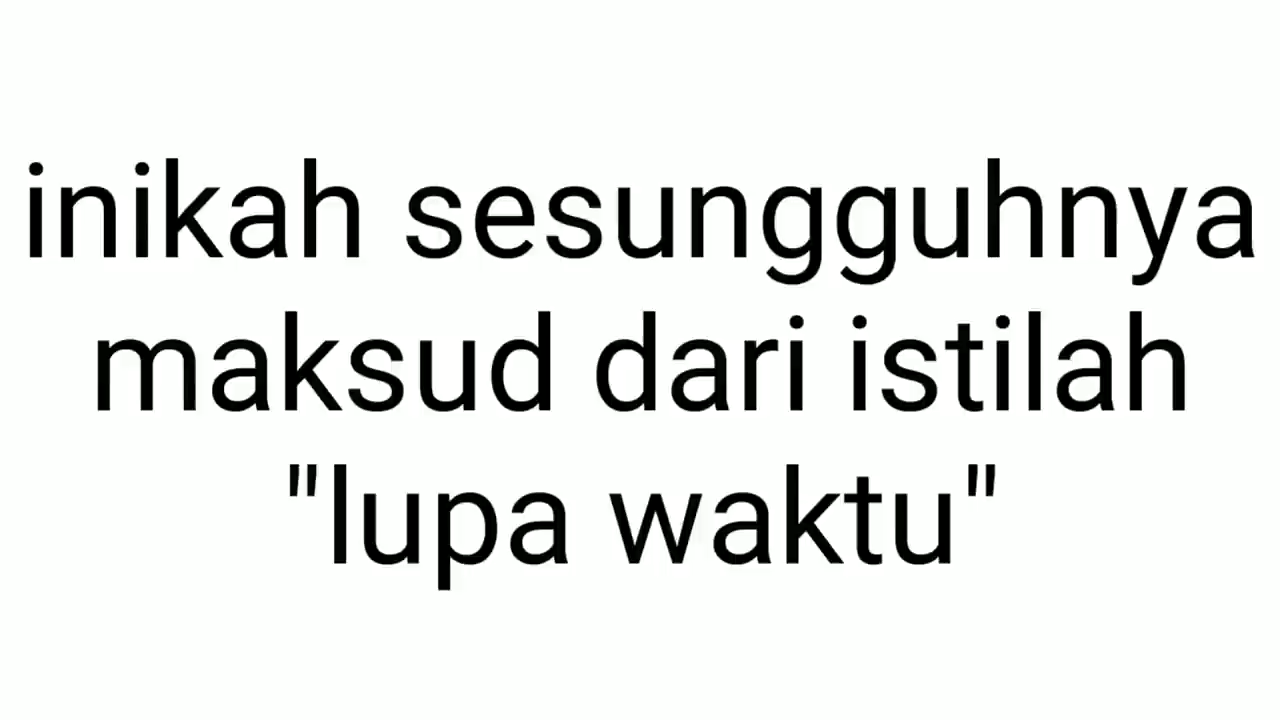 inikah sesungguhnya
maksud dari istilah
"lupa waktu"